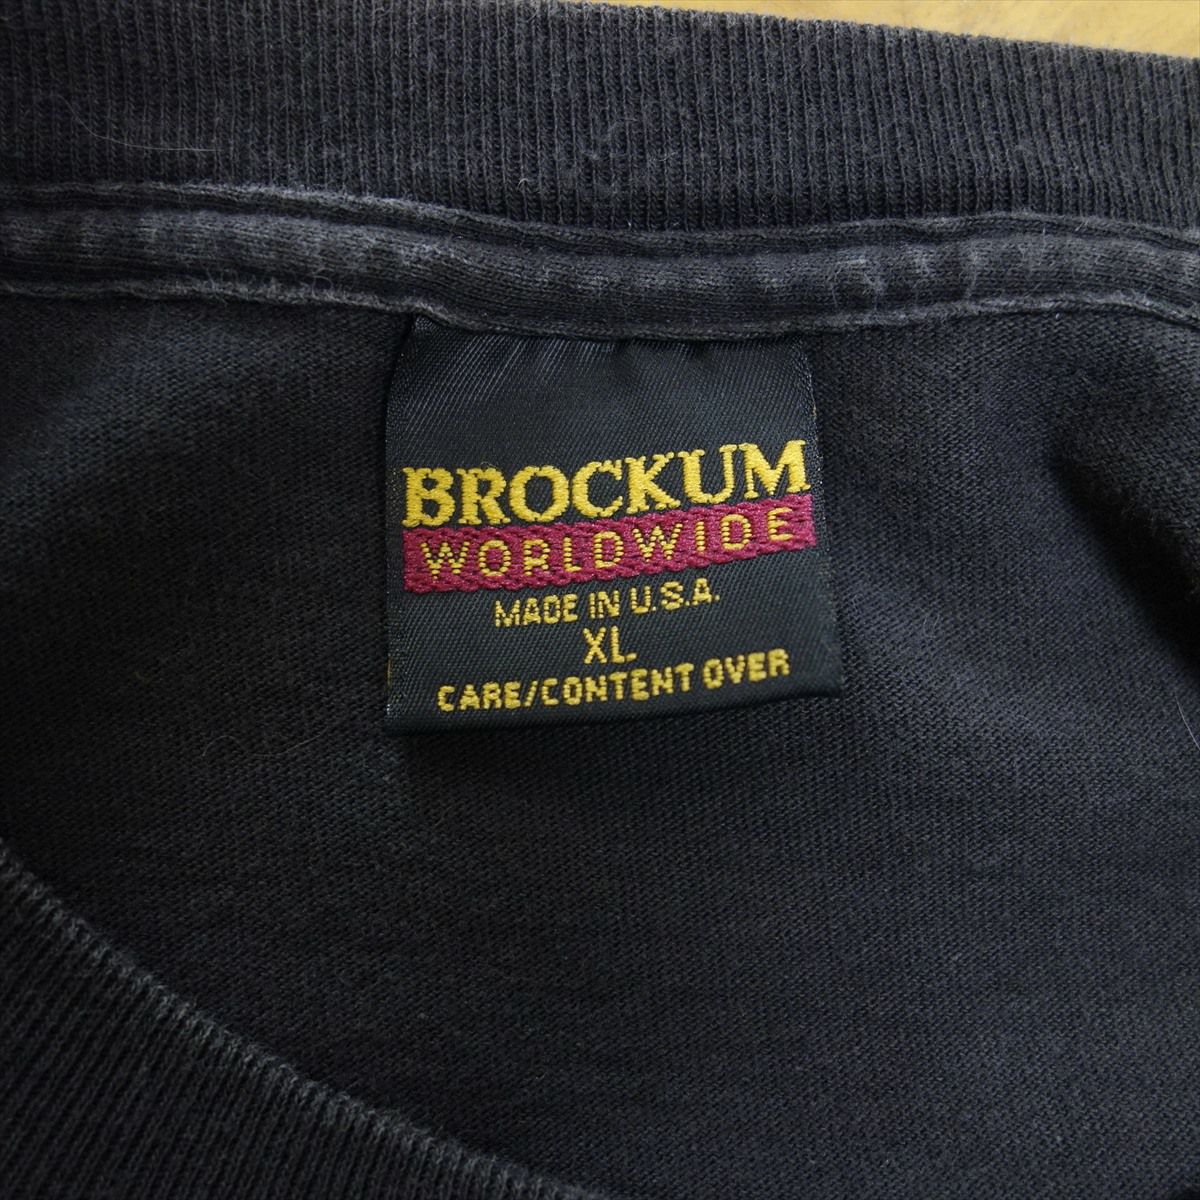 BROCKUM
WORLDWIDE
MADE IN U.S.A.
XL
CARE/CONTENT OVER